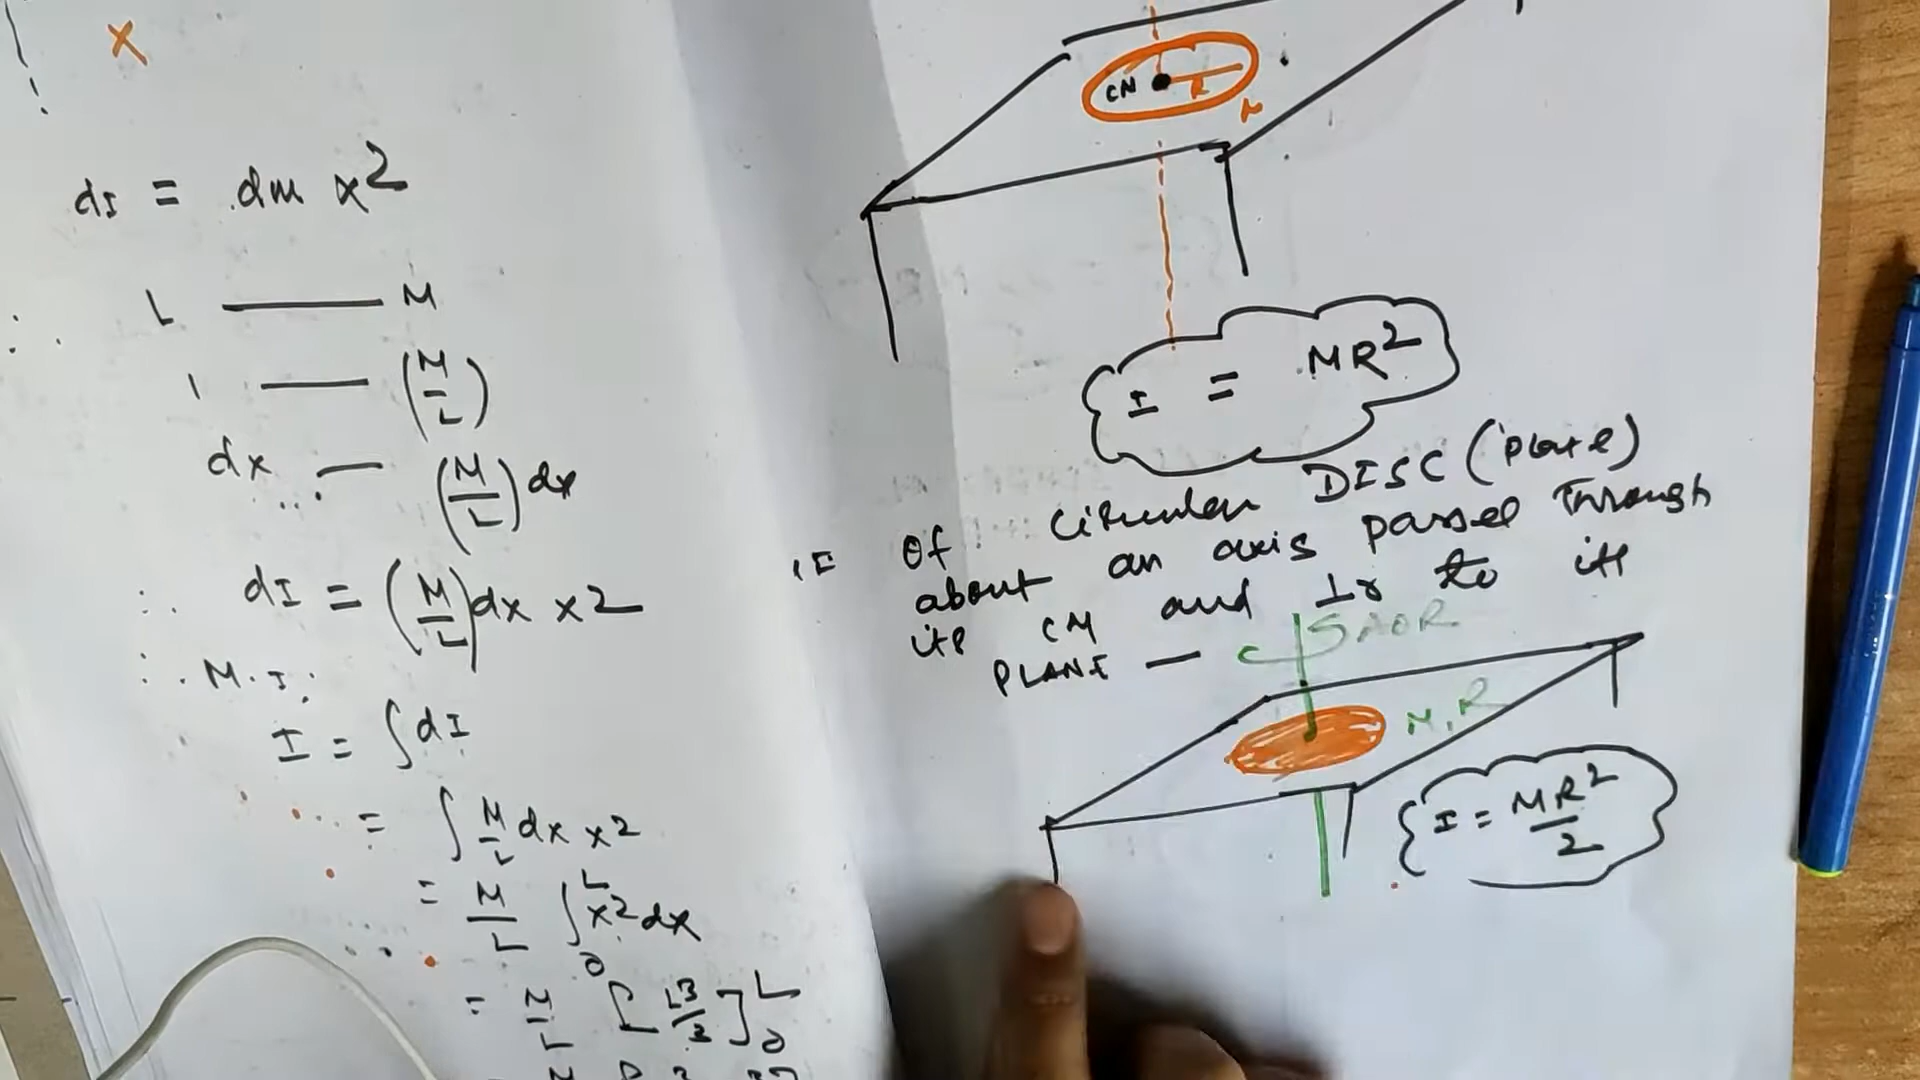 x
dI = dm x²
L — M
1 — (M/L)
dx — (M/L) dx
dI = (M/L) dx x²
∴ M.I.
I = ∫ dI
= ∫ M/L dx x²
= M/L ∫₀ᴸ x² dx
= M/L [L³/3]₀ᴸ
CM R
M
I = MR²
Of Circular DISC (Plate)
about an axis passed through
its CM and ⊥r to its
PLANE —
AOR
M, R
I = MR²/2